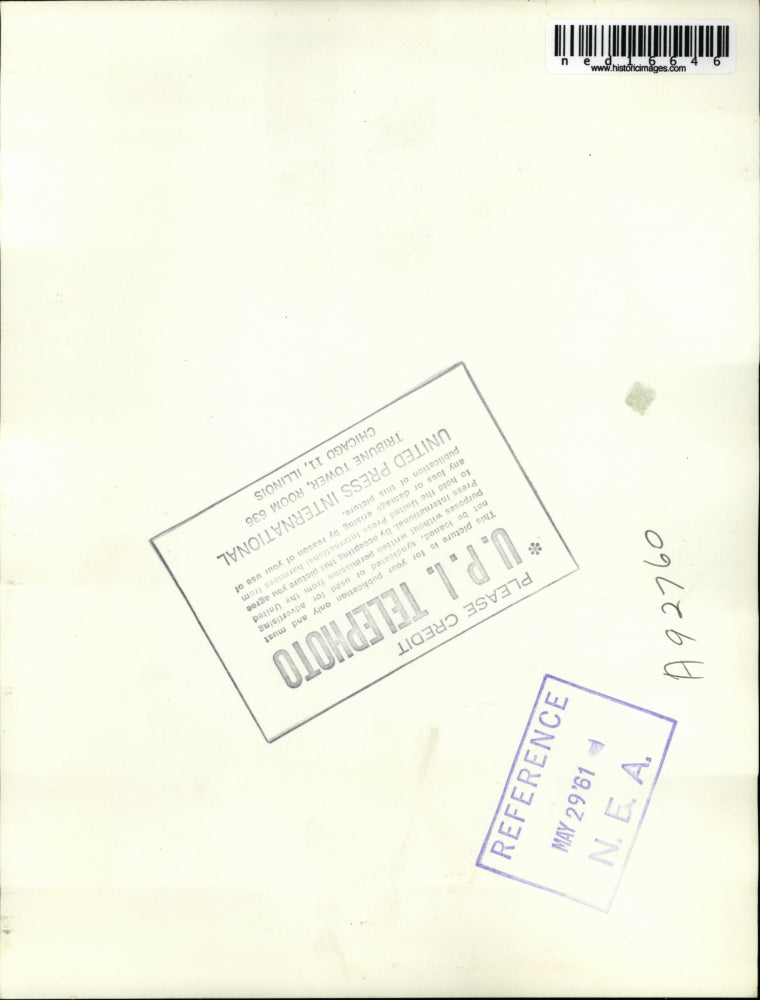 ned16646
www.historicimages.com
PLEASE CREDIT
U.P.I. TELEPHOTO
*
This picture is for your publication only and must
not be loaned, syndicated or used for advertising
purposes without written permission from the United
Press International. By accepting this picture you agree
to hold the United Press International harmless from
any loss or damage arising by reason of your use or
publication of this picture.
UNITED PRESS INTERNATIONAL
TRIBUNE TOWER, ROOM 636
CHICAGO 11, ILLINOIS
A92760
REFERENCE
MAY 29 '61
N. E. A.